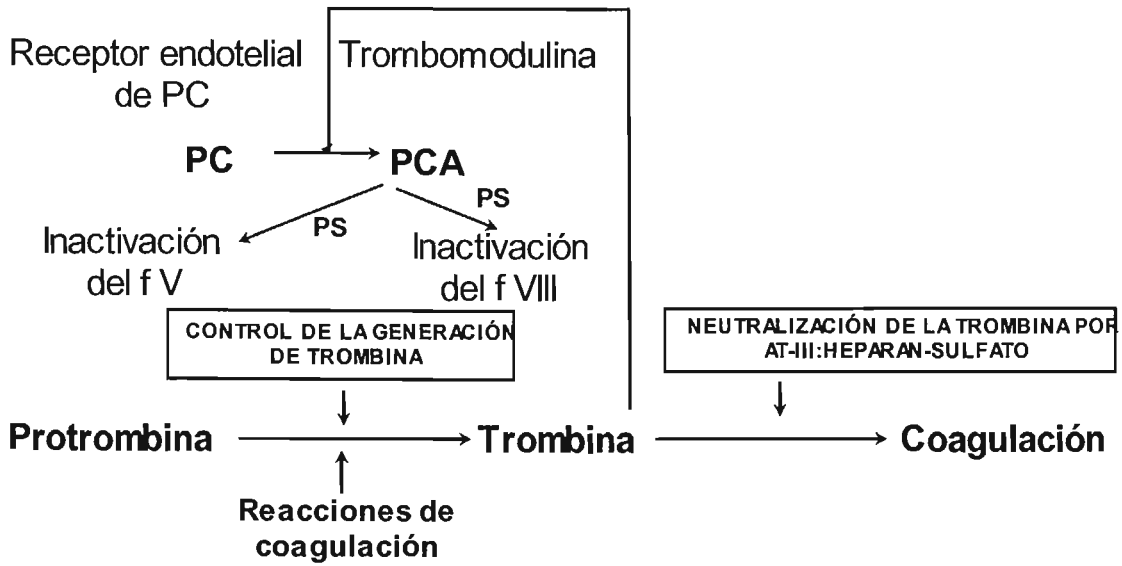 Receptor endotelial
de PC
Trombomodulina
PC
PCA
PS
PS
Inactivación
del f V
Inactivación
del f VIII
CONTROL DE LA GENERACIÓN
DE TROMBINA
NEUTRALIZACIÓN DE LA TROMBINA POR
AT-III:HEPARAN-SULFATO
Protrombina
Trombina
Coagulación
Reacciones de
coagulación